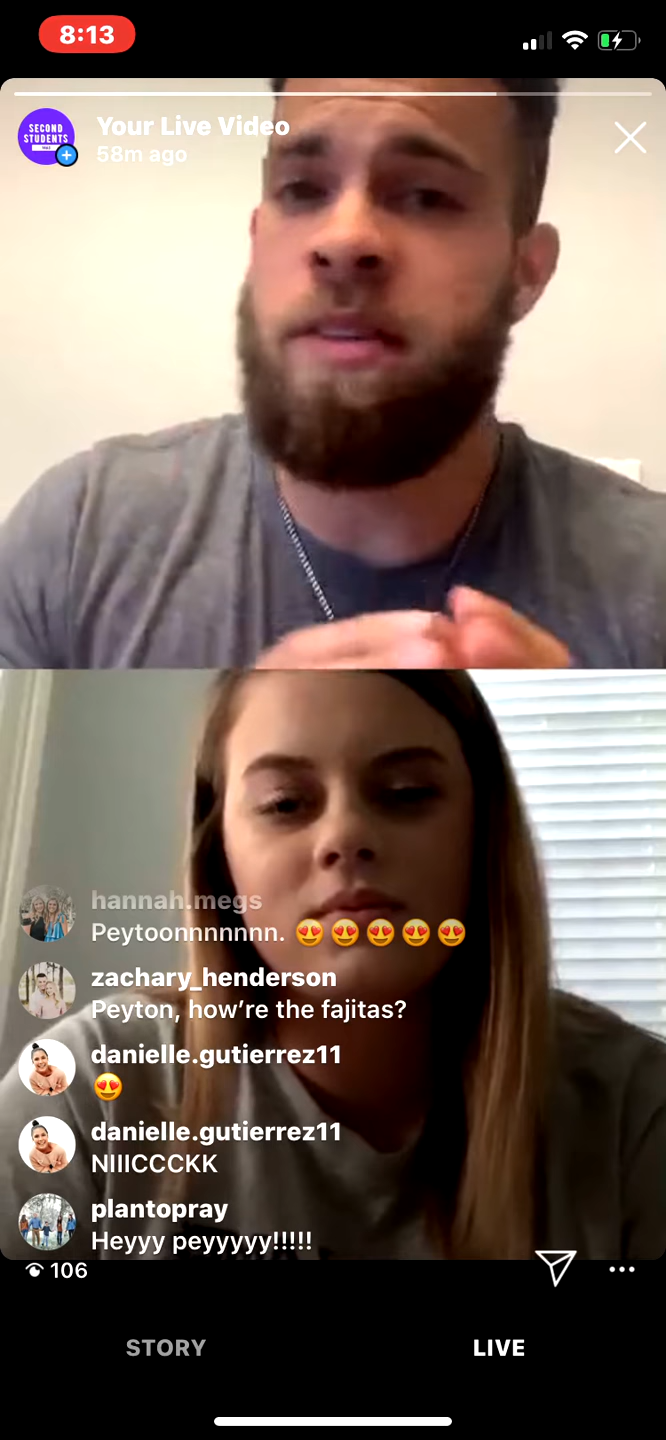 8:13
SECOND
STUDENTS
Your Live Video
58m ago
hannah.megs
Peytoonnnnnnn. 😍😍😍😍😍
zachary_henderson
Peyton, how're the fajitas?
danielle.gutierrez11
😍
danielle.gutierrez11
NIIICCCKK
plantopray
Heyyy peyyyyy!!!!!
106
STORY
LIVE